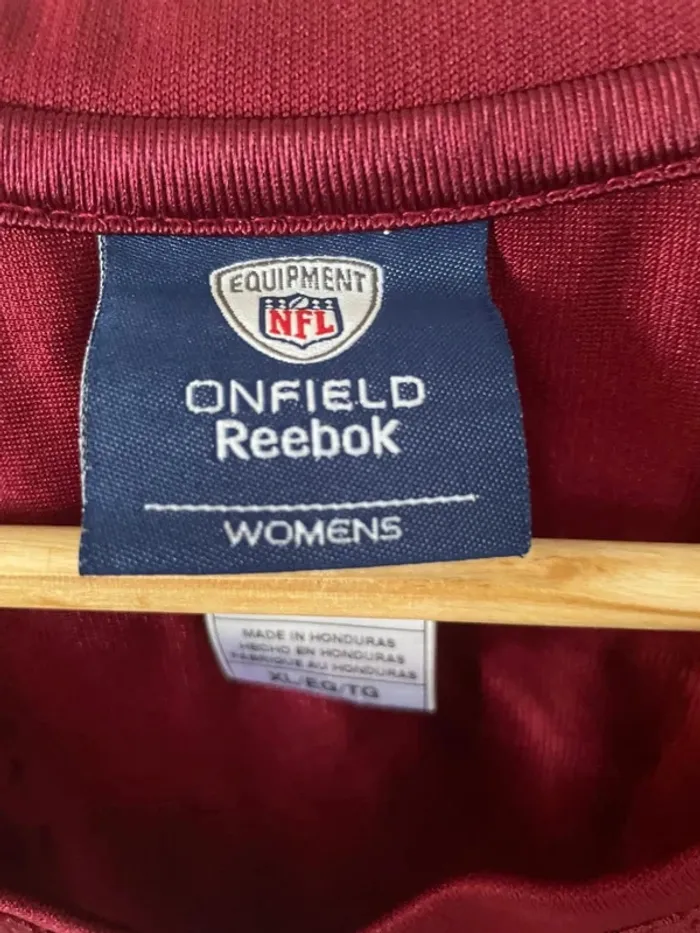 EQUIPMENT
NFL
ONFIELD
Reebok
WOMENS
MADE IN HONDURAS
HECHO EN HONDURAS
FABRIQUE AU HONDURAS
XL/EG/TG